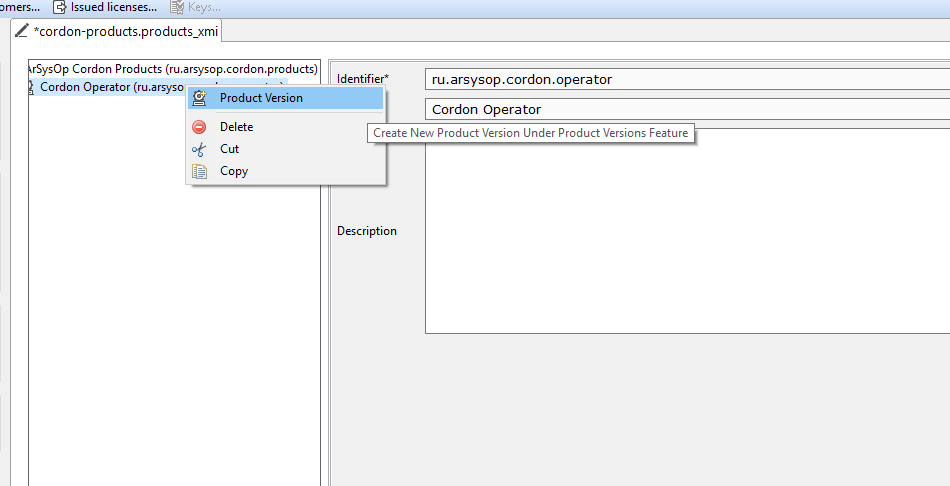 omers... Issued licenses... Keys...
*cordon-products.products_xmi
ArSysOp Cordon Products (ru.arsysop.cordon.products)
Cordon Operator (ru.arsyso
Product Version
Delete
Cut
Copy
Create New Product Version Under Product Versions Feature
Identifier*
ru.arsysop.cordon.operator
Cordon Operator
Description